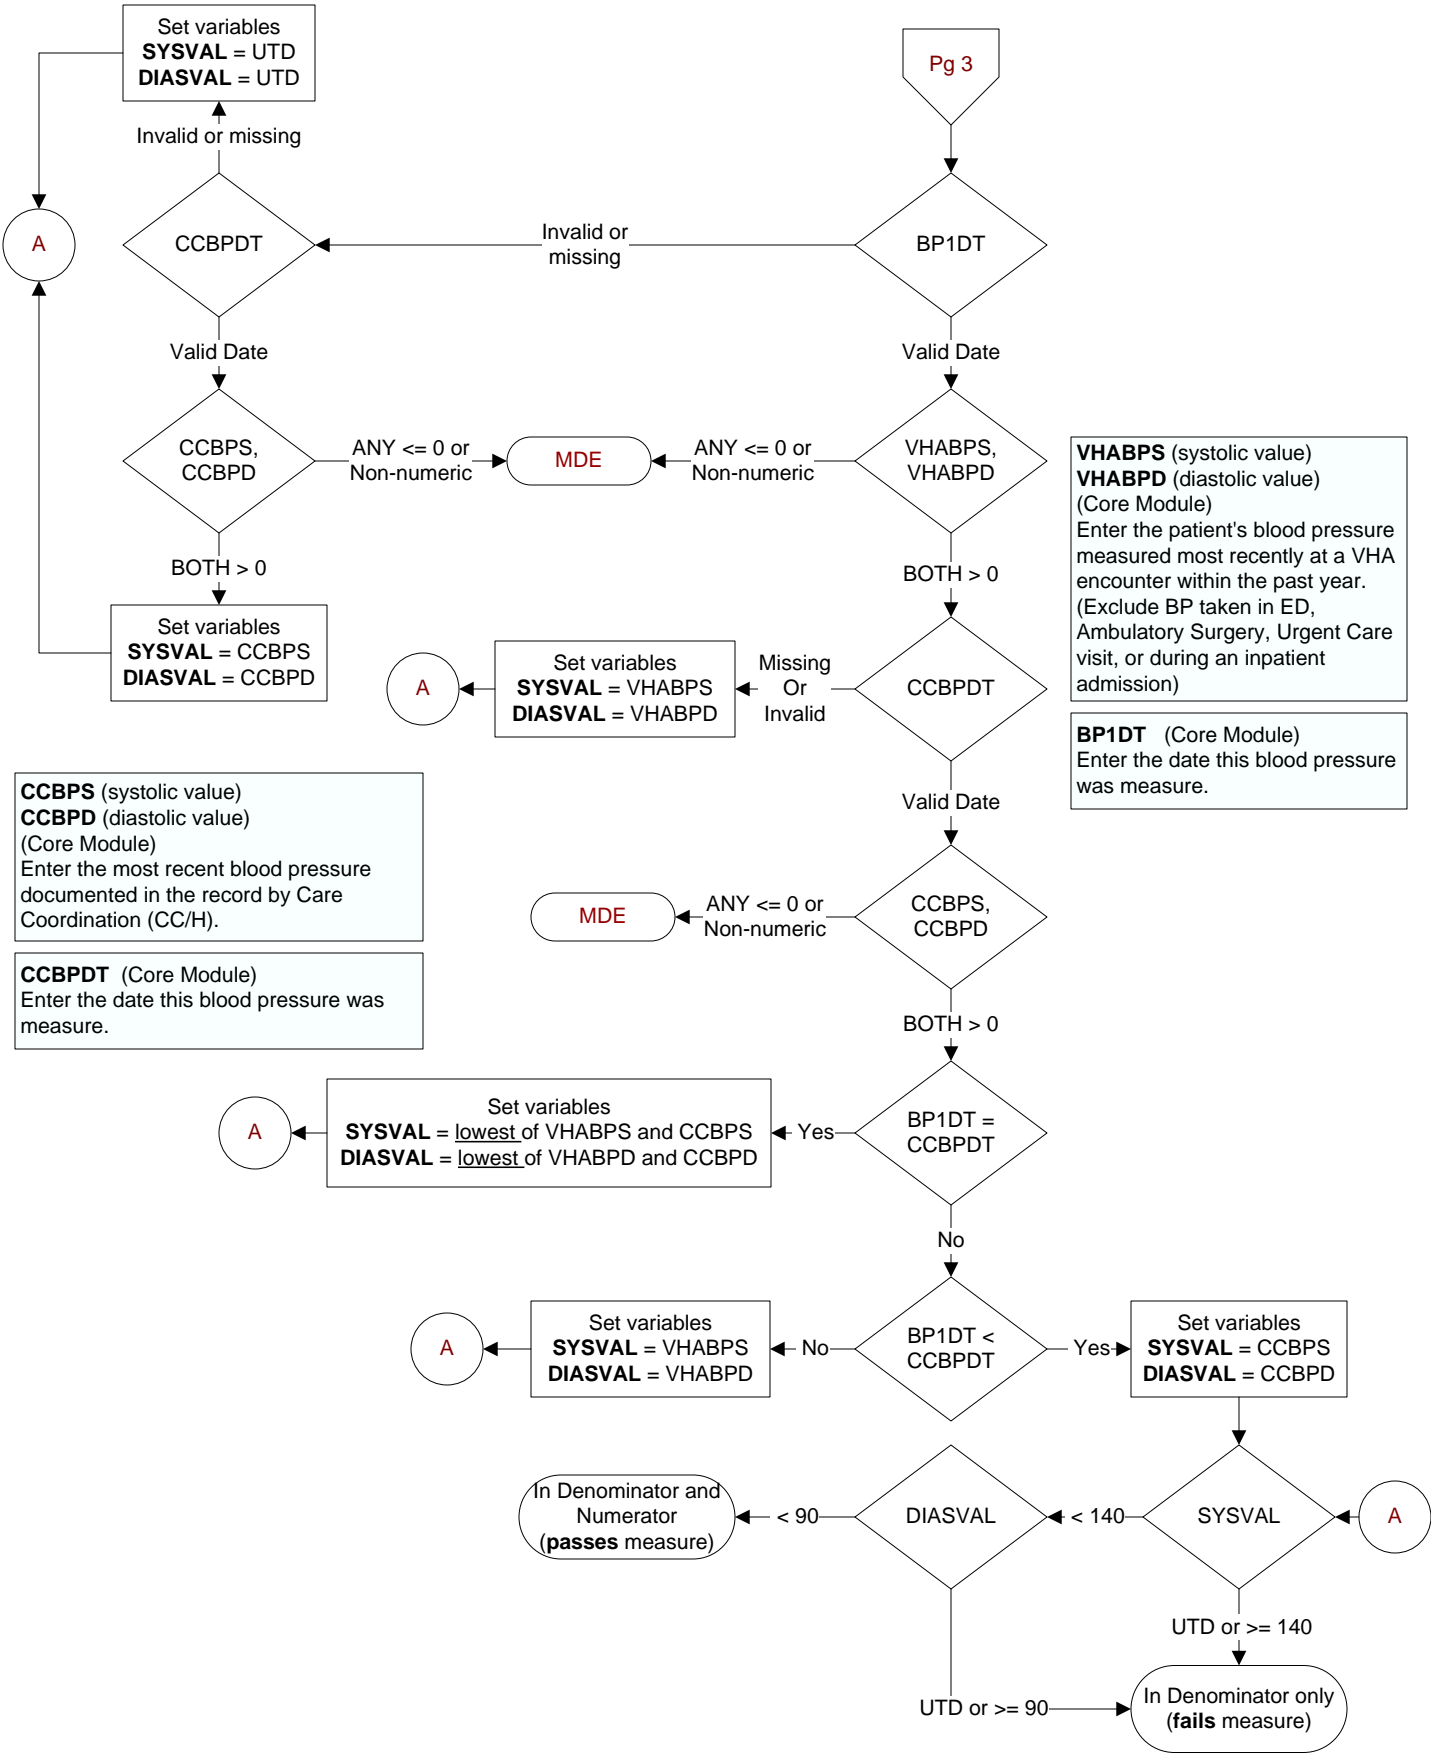 Set variables
SYSVAL = UTD
DIASVAL = UTD
Pg 3
Invalid or missing
A
CCBPDT
Invalid or
missing
BP1DT
Valid Date
Valid Date
CCBPS,
CCBPD
ANY <= 0 or
Non-numeric
MDE
ANY <= 0 or
Non-numeric
VHABPS,
VHABPD
VHABPS (systolic value)
VHABPD (diastolic value)
(Core Module)
Enter the patient's blood pressure
measured most recently at a VHA
encounter within the past year.
(Exclude BP taken in ED,
Ambulatory Surgery, Urgent Care
visit, or during an inpatient
admission)
BOTH > 0
BOTH > 0
Set variables
SYSVAL = CCBPS
DIASVAL = CCBPD
A
Set variables
SYSVAL = VHABPS
DIASVAL = VHABPD
Missing
Or
Invalid
CCBPDT
BP1DT (Core Module)
Enter the date this blood pressure
was measure.
CCBPS (systolic value)
CCBPD (diastolic value)
(Core Module)
Enter the most recent blood pressure
documented in the record by Care
Coordination (CC/H).
Valid Date
MDE
ANY <= 0 or
Non-numeric
CCBPS,
CCBPD
CCBPDT (Core Module)
Enter the date this blood pressure was
measure.
BOTH > 0
A
Set variables
SYSVAL = lowest of VHABPS and CCBPS
DIASVAL = lowest of VHABPD and CCBPD
Yes
BP1DT =
CCBPDT
No
A
Set variables
SYSVAL = VHABPS
DIASVAL = VHABPD
No
BP1DT <
CCBPDT
Yes
Set variables
SYSVAL = CCBPS
DIASVAL = CCBPD
In Denominator and
Numerator
(passes measure)
< 90
DIASVAL
< 140
SYSVAL
A
UTD or >= 140
UTD or >= 90
In Denominator only
(fails measure)